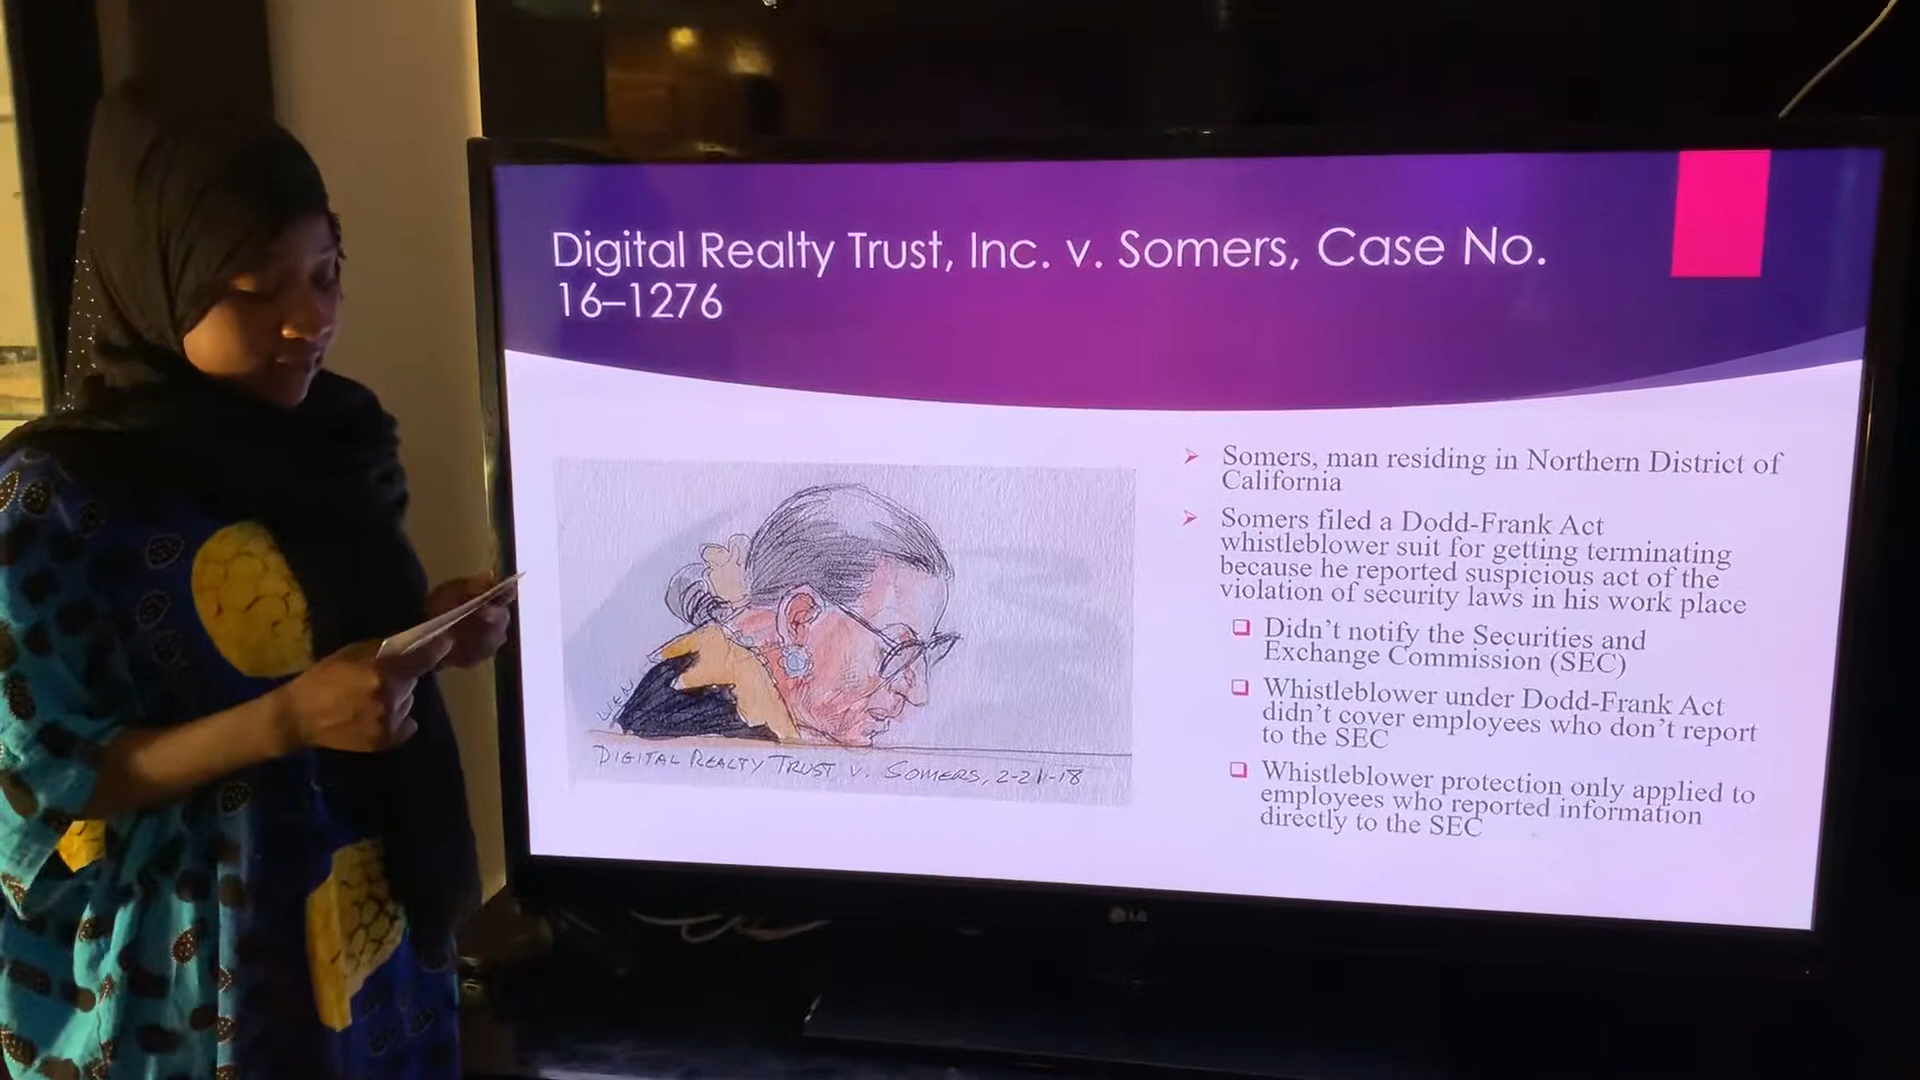 Digital Realty Trust, Inc. v. Somers, Case No.
16–1276
Somers, man residing in Northern District of
California
Somers filed a Dodd-Frank Act
whistleblower suit for getting terminating
because he reported suspicious act of the
violation of security laws in his work place
Didn't notify the Securities and
Exchange Commission (SEC)
Whistleblower under Dodd-Frank Act
didn't cover employees who don't report
to the SEC
Whistleblower protection only applied to
employees who reported information
directly to the SEC
DIGITAL REALTY TRUST V. SOMERS, 2-21-18
LG